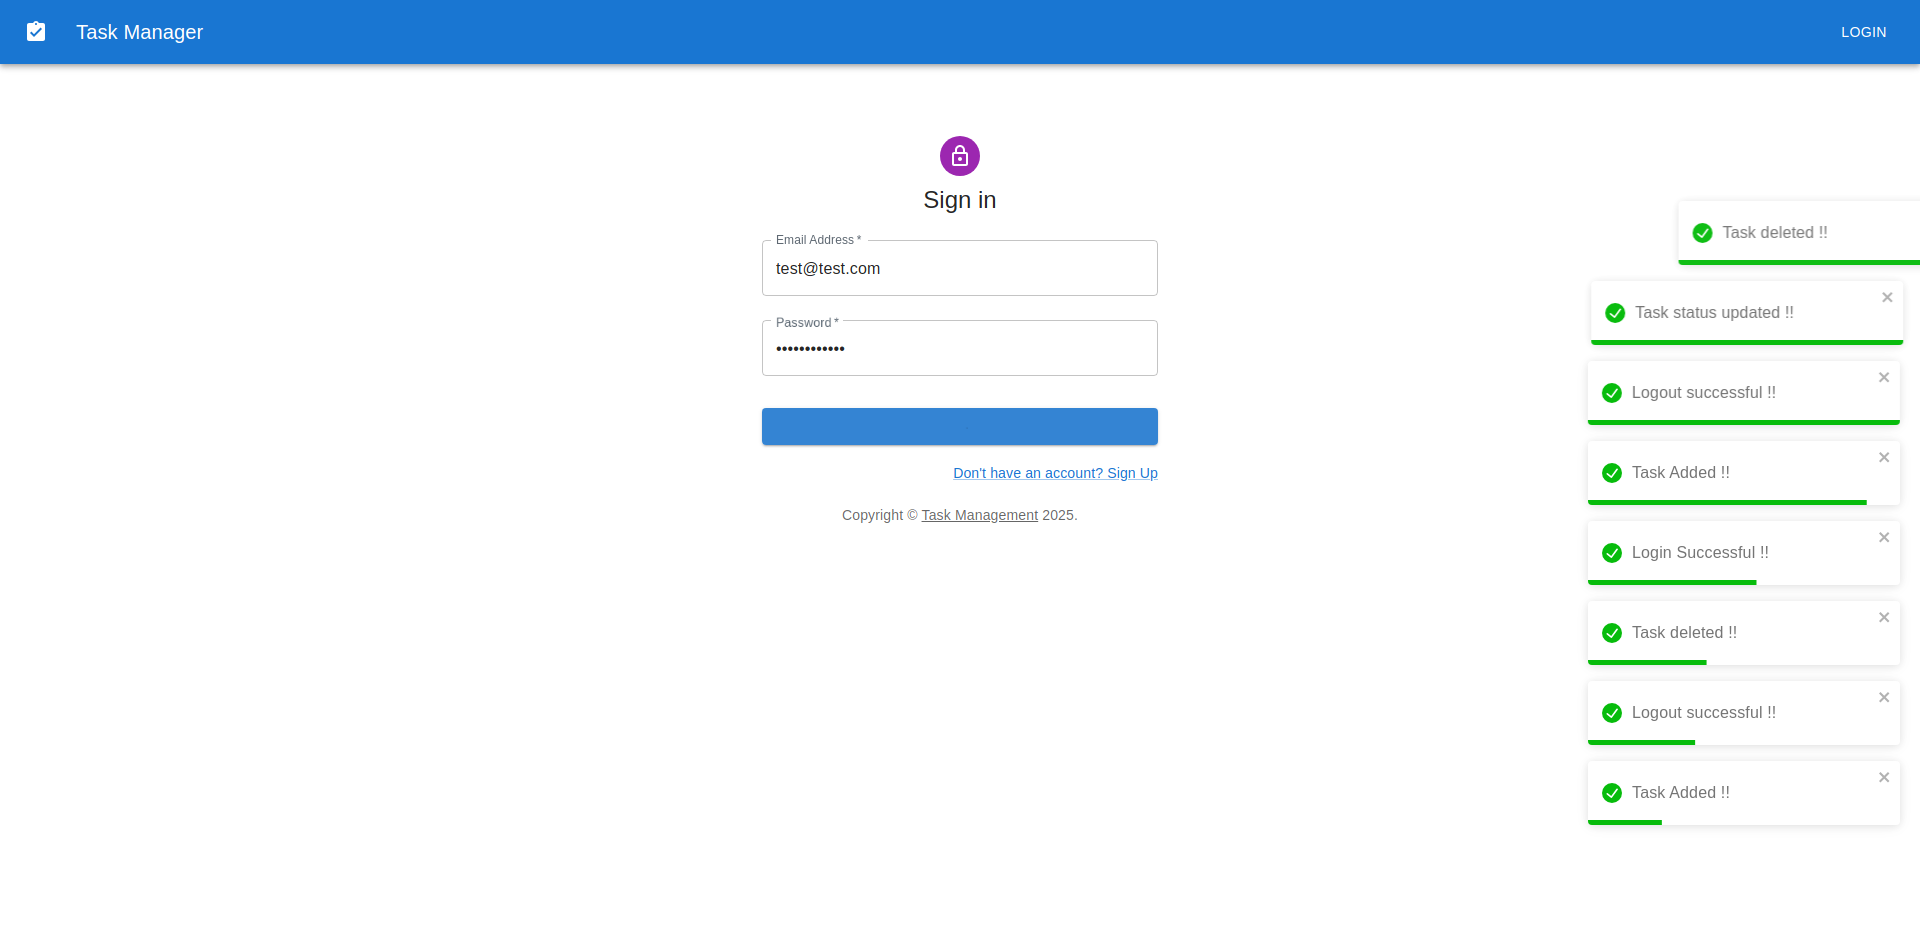 Task Manager
LOGIN
Sign in
Email Address *
test@test.com
Password *
••••••••••••
Don't have an account? Sign Up
Copyright © Task Management 2025.
Task deleted !!
Task status updated !!
Logout successful !!
Task Added !!
Login Successful !!
Task deleted !!
Logout successful !!
Task Added !!